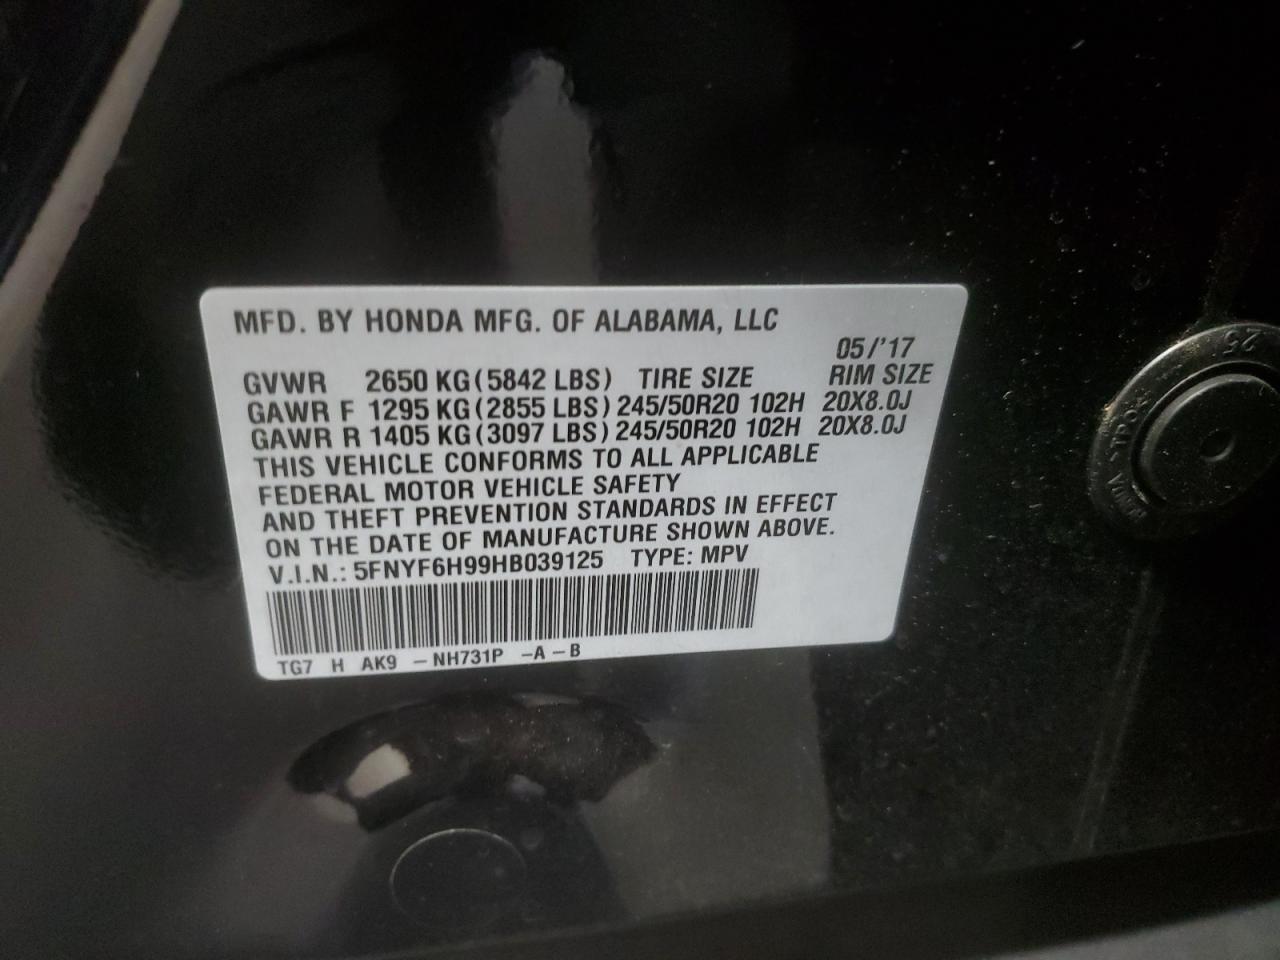 MFD. BY HONDA MFG. OF ALABAMA, LLC
05/'17
GVWR 2650 KG(5842 LBS) TIRE SIZE RIM SIZE
GAWR F 1295 KG(2855 LBS) 245/50R20 102H 20X8.0J
GAWR R 1405 KG(3097 LBS) 245/50R20 102H 20X8.0J
THIS VEHICLE CONFORMS TO ALL APPLICABLE
FEDERAL MOTOR VEHICLE SAFETY
AND THEFT PREVENTION STANDARDS IN EFFECT
ON THE DATE OF MANUFACTURE SHOWN ABOVE.
V.I.N.: 5FNYF6H99HB039125 TYPE: MPV
TG7 H AK9 -NH731P -A-B
25